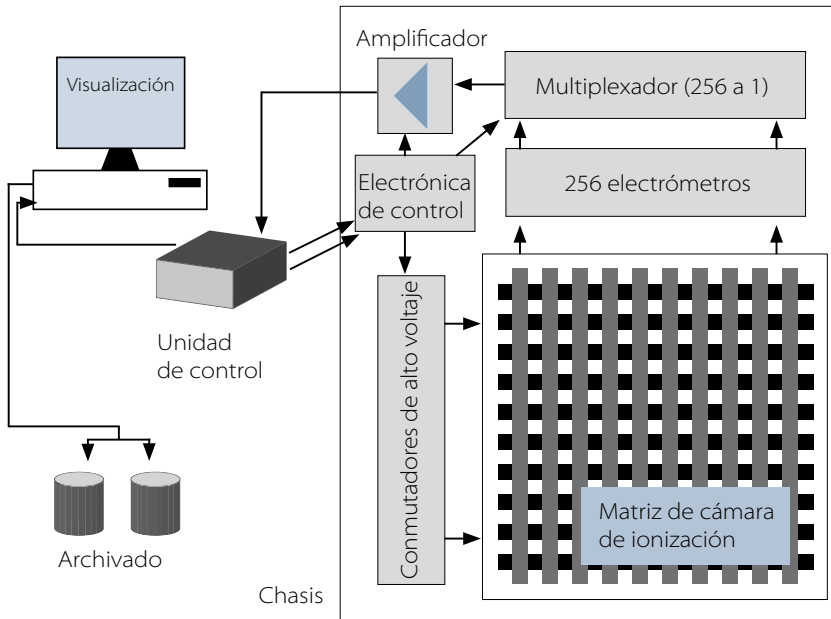 Amplificador
Visualización
Multiplexador (256 a 1)
Electrónica
de control
256 electrómetros
Unidad
de control
Conmutadores de alto voltaje
Matriz de cámara
de ionización
Archivado
Chasis